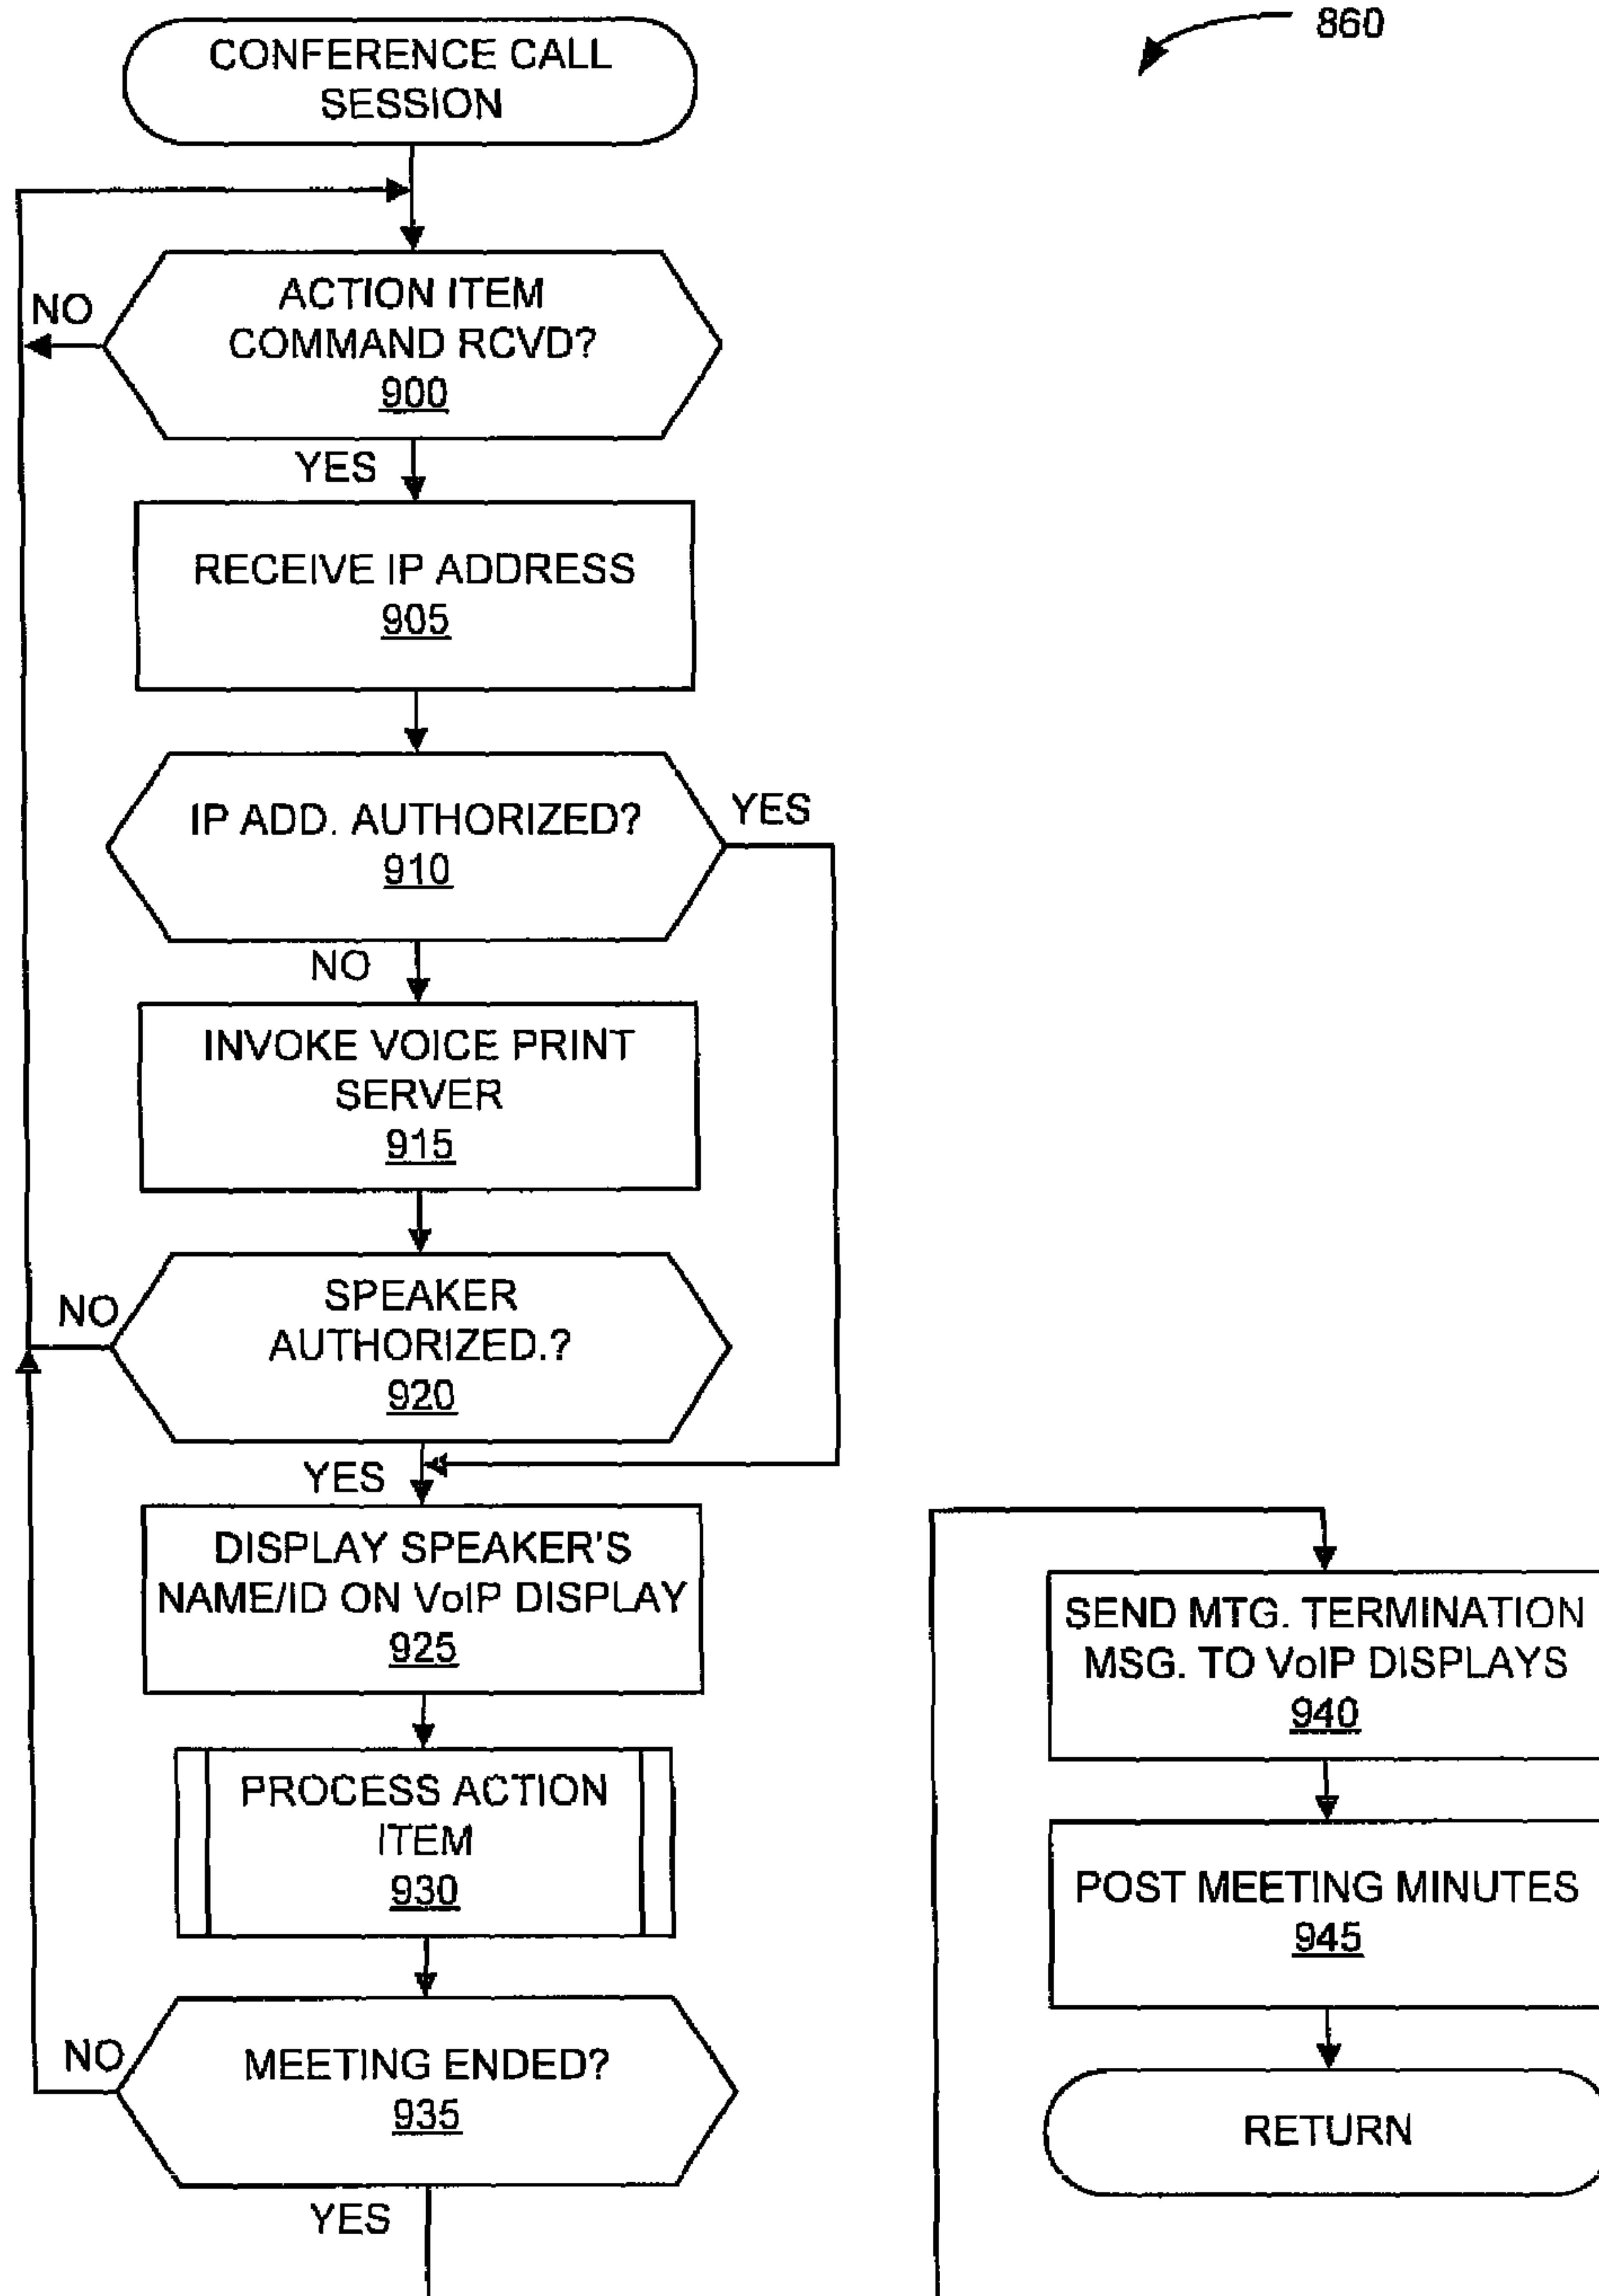 860
CONFERENCE CALL
SESSION
ACTION ITEM
COMMAND RCVD?
900
NO
YES
RECEIVE IP ADDRESS
905
IP ADD. AUTHORIZED?
910
YES
NO
INVOKE VOICE PRINT
SERVER
915
SPEAKER
AUTHORIZED.?
920
NO
YES
DISPLAY SPEAKER'S
NAME/ID ON VoIP DISPLAY
925
PROCESS ACTION
ITEM
930
MEETING ENDED?
935
NO
YES
SEND MTG. TERMINATION
MSG. TO VoIP DISPLAYS
940
POST MEETING MINUTES
945
RETURN